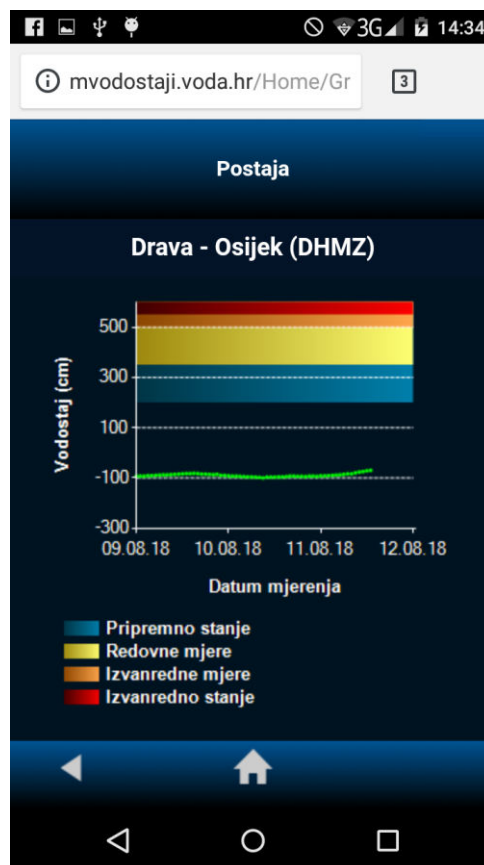 3G 14:34
mvodostaji.voda.hr/Home/Gr 3
Postaja
Drava - Osijek (DHMZ)
Vodostaj (cm)
500
300
100
-100
-300
09.08.18 10.08.18 11.08.18 12.08.18
Datum mjerenja
Pripremno stanje
Redovne mjere
Izvanredne mjere
Izvanredno stanje